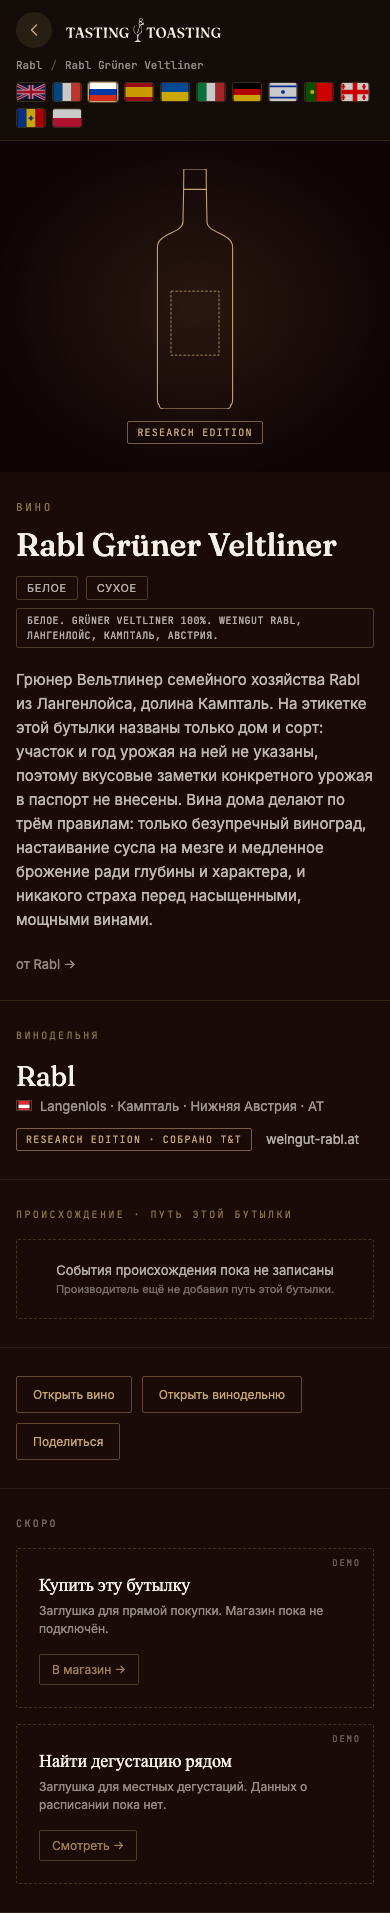 TASTING TOASTING
Rabl / Rabl Grüner Veltliner
RESEARCH EDITION
ВИНО
Rabl Grüner Veltliner
БЕЛОЕ СУХОЕ
БЕЛОЕ. GRÜNER VELTLINER 100%. WEINGUT RABL,
ЛАНГЕНЛОЙС, КАМПТАЛЬ, АВСТРИЯ.
Грюнер Вельтлинер семейного хозяйства Rabl
из Лангенлойса, долина Кампталь. На этикетке
этой бутылки названы только дом и сорт:
участок и год урожая на ней не указаны,
поэтому вкусовые заметки конкретного урожая
в паспорт не внесены. Вина дома делают по
трём правилам: только безупречный виноград,
настаивание сусла на мезге и медленное
брожение ради глубины и характера, и
никакого страха перед насыщенными,
мощными винами.
от Rabl →
ВИНОДЕЛЬНЯ
Rabl
Langenlois · Кампталь · Нижняя Австрия · AT
RESEARCH EDITION · СОБРАНО T&T weingut-rabl.at
ПРОИСХОЖДЕНИЕ · ПУТЬ ЭТОЙ БУТЫЛКИ
События происхождения пока не записаны
Производитель ещё не добавил путь этой бутылки.
Открыть вино Открыть винодельню
Поделиться
СКОРО
DEMO
Купить эту бутылку
Заглушка для прямой покупки. Магазин пока не
подключён.
В магазин →
DEMO
Найти дегустацию рядом
Заглушка для местных дегустаций. Данных о
расписании пока нет.
Смотреть →